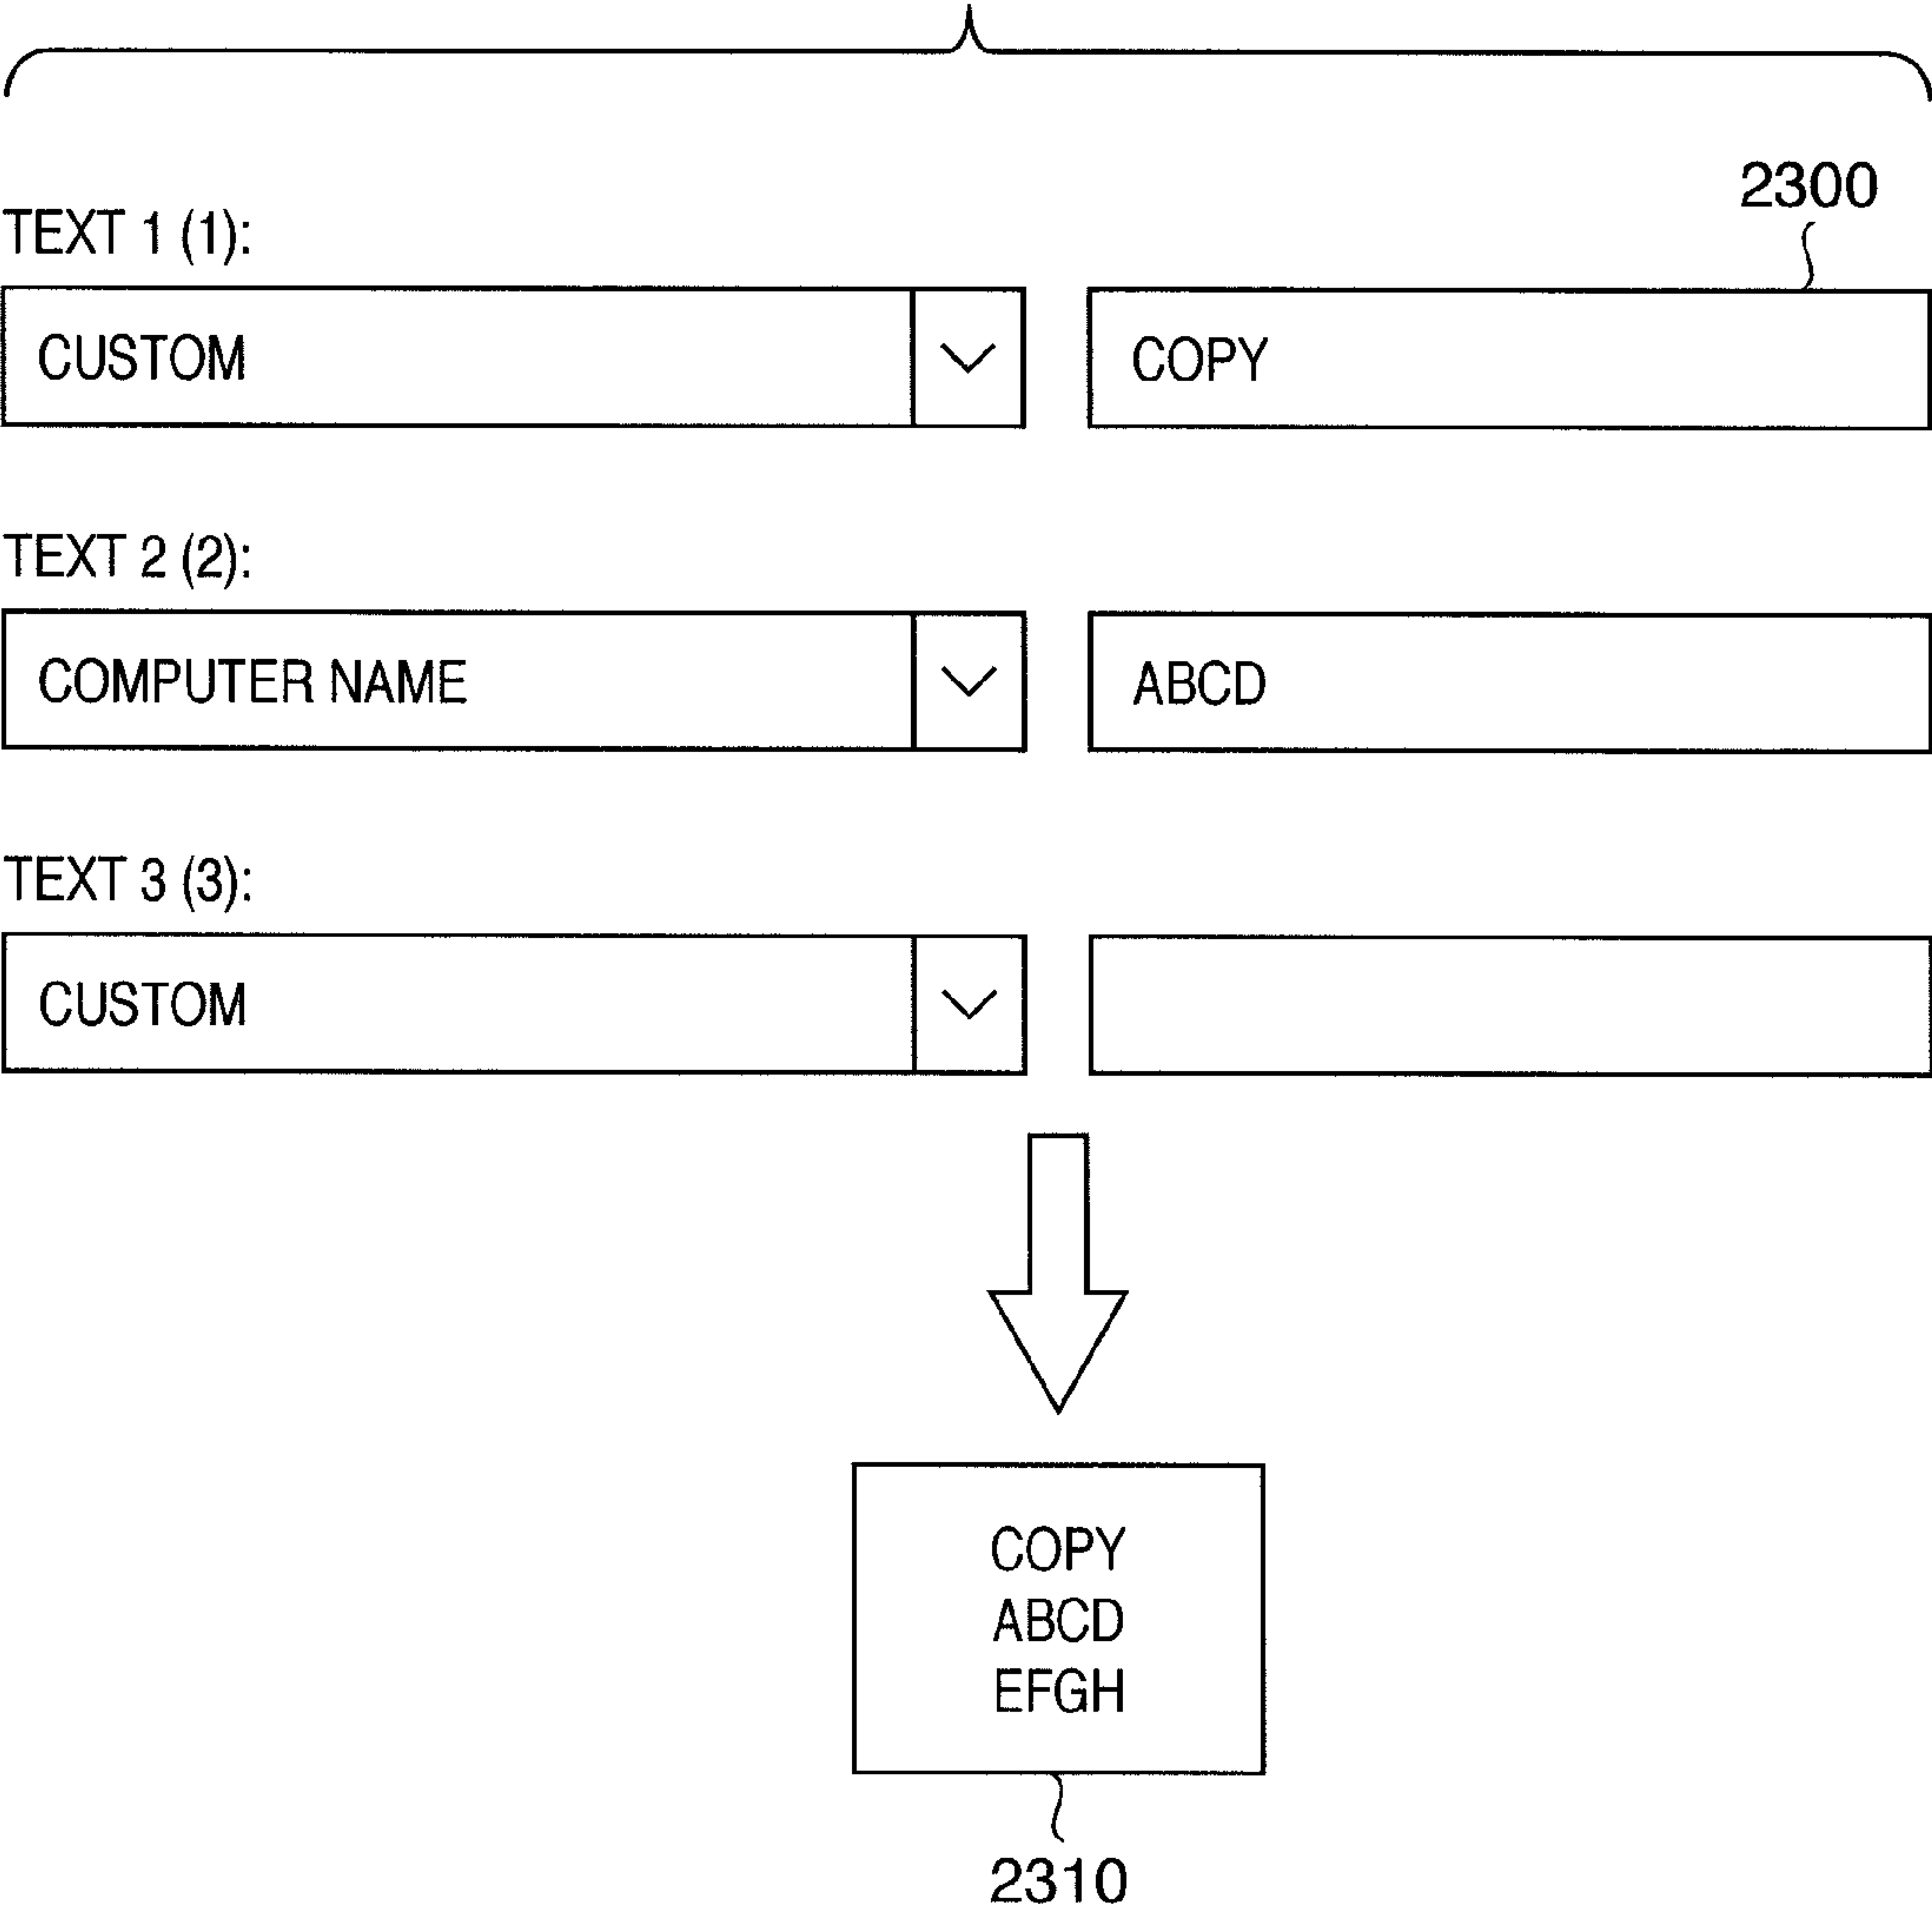 2300
TEXT 1 (1):
CUSTOM COPY
TEXT 2 (2):
COMPUTER NAME ABCD
TEXT 3 (3):
CUSTOM
COPY
ABCD
EFGH
2310